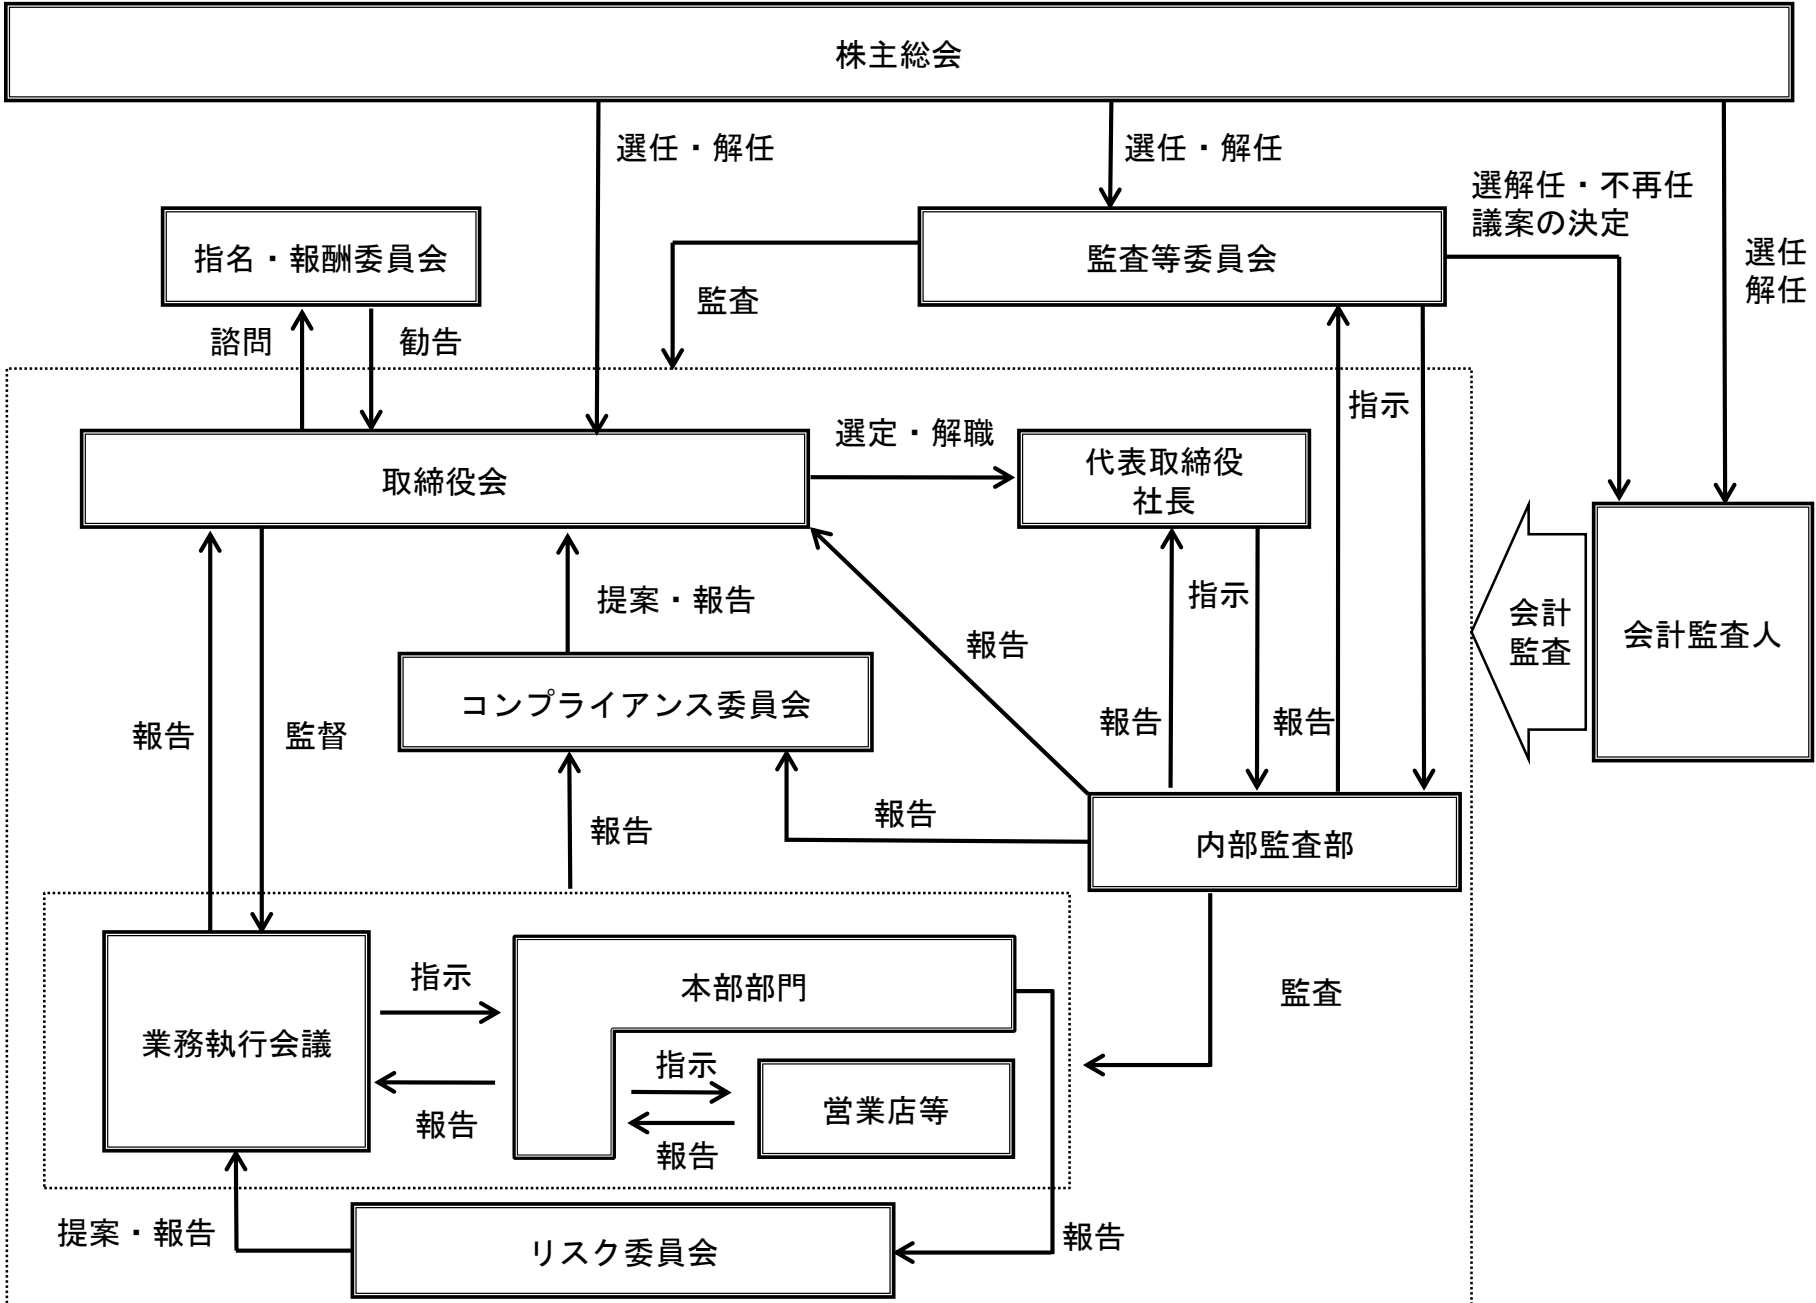 株主総会
選任・解任
選任・解任
選解任・不再任
議案の決定
選任
解任
指名・報酬委員会
監査等委員会
監査
諮問
勧告
指示
選定・解職
取締役会
代表取締役
社長
提案・報告
指示
会計
監査
会計監査人
報告
コンプライアンス委員会
報告
監督
報告
報告
報告
報告
内部監査部
指示
本部部門
監査
業務執行会議
指示
営業店等
報告
報告
提案・報告
リスク委員会
報告